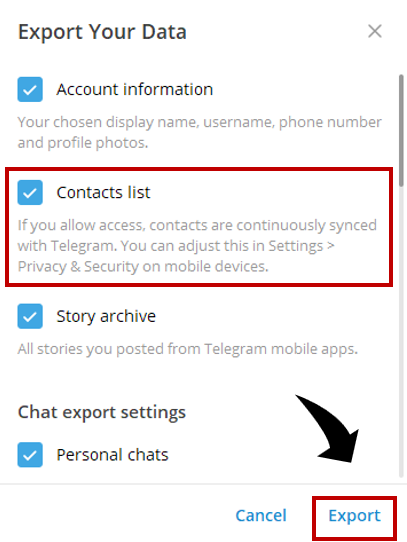 Export Your Data
Account information
Your chosen display name, username, phone number
and profile photos.
Contacts list
If you allow access, contacts are continuously synced
with Telegram. You can adjust this in Settings >
Privacy & Security on mobile devices.
Story archive
All stories you posted from Telegram mobile apps.
Chat export settings
Personal chats
Cancel Export